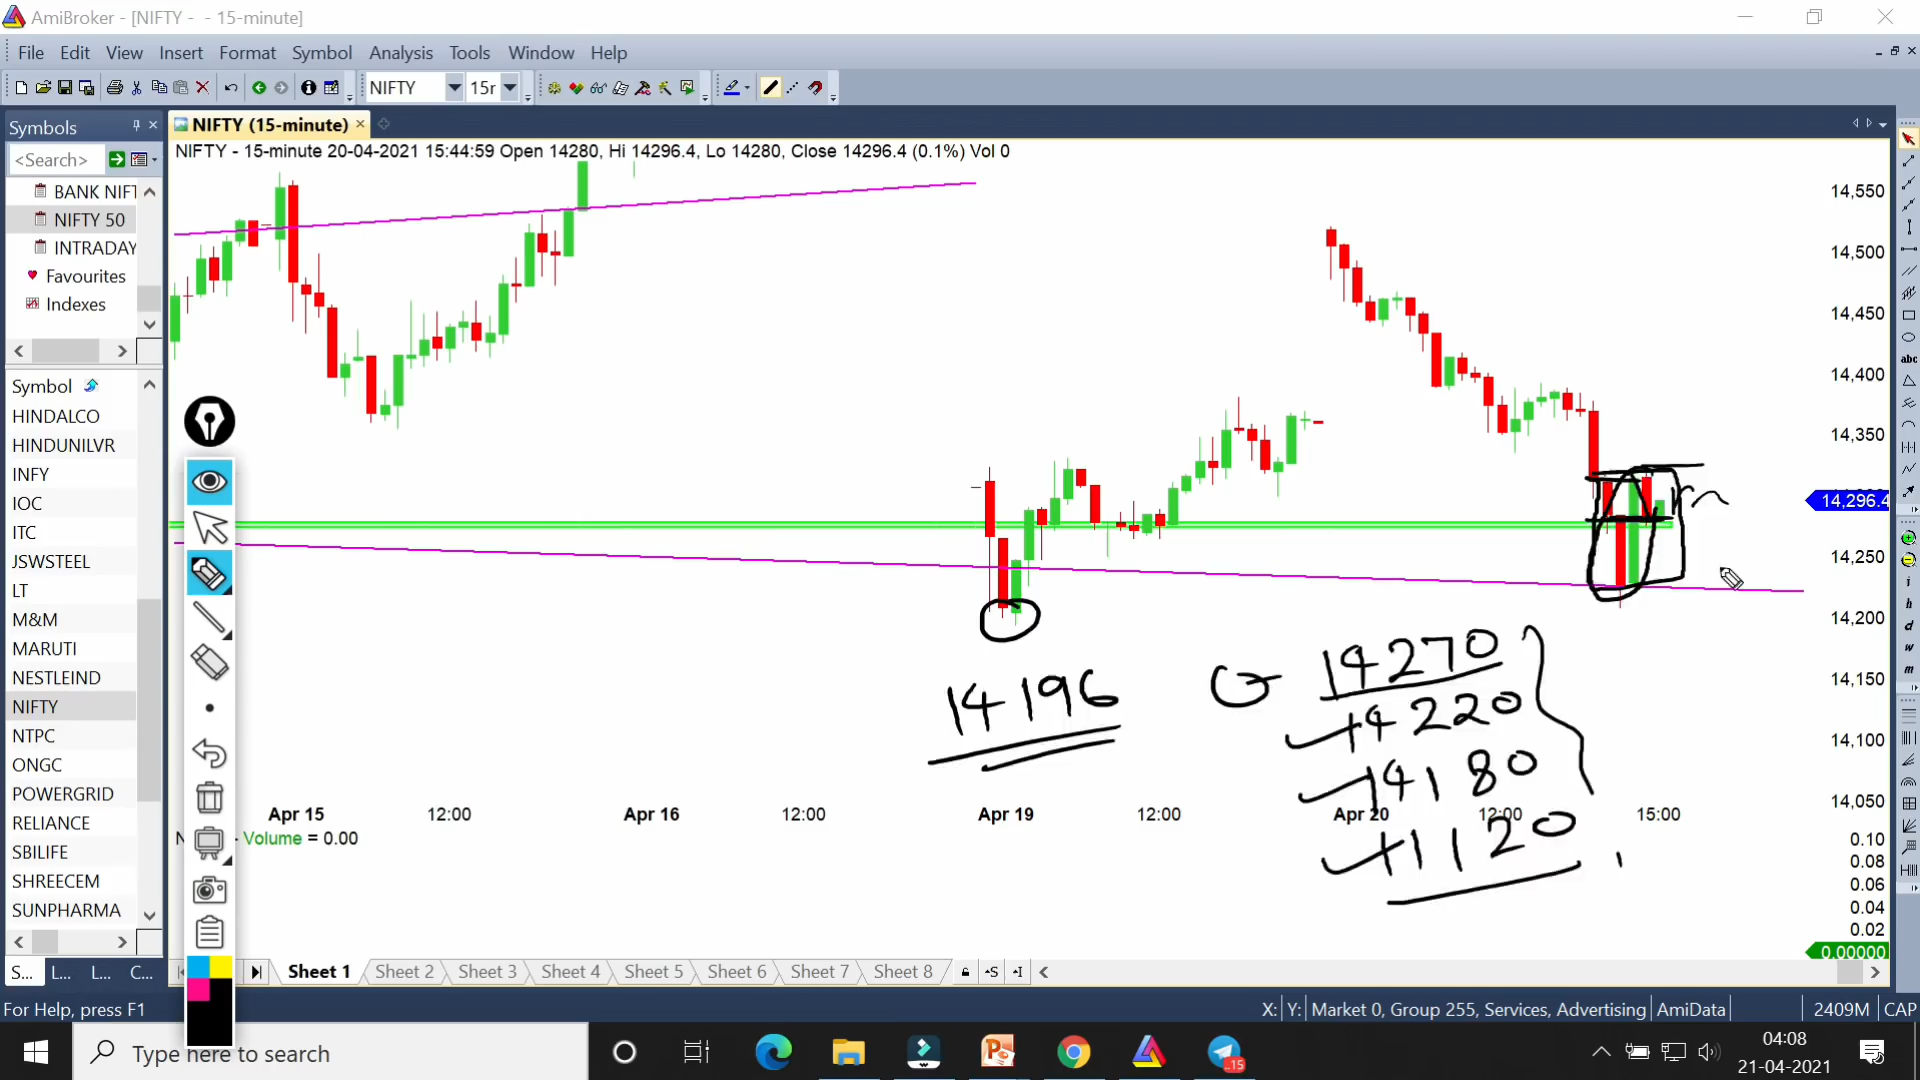 AmiBroker - [NIFTY - - 15-minute]
File Edit View Insert Format Symbol Analysis Tools Window Help
NIFTY 15r
Symbols
NIFTY (15-minute)
<Search>
NIFTY - 15-minute 20-04-2021 15:44:59 Open 14280, Hi 14296.4, Lo 14280, Close 14296.4 (0.1%) Vol 0
BANK NIFT
NIFTY 50
INTRADAY
Favourites
Indexes
14,550
14,500
14,450
14,400
14,350
14,296.4
14,250
14,200
14,150
14,100
14,050
Symbol
HINDALCO
HINDUNILVR
INFY
IOC
ITC
JSWSTEEL
LT
M&M
MARUTI
NESTLEIND
NIFTY
NTPC
ONGC
POWERGRID
RELIANCE
SBILIFE
SHREECEM
SUNPHARMA
14196
14270
14220
14180
14120
Apr 15 12:00 Apr 16 12:00 Apr 19 12:00 Apr 20 12:00 15:00
Volume = 0.00
0.10
0.08
0.06
0.04
0.02
0.00000
abc
S... L... L... C...
Sheet 1 Sheet 2 Sheet 3 Sheet 4 Sheet 5 Sheet 6 Sheet 7 Sheet 8
For Help, press F1
X: Y: Market 0, Group 255, Services, Advertising AmiData 2409M CAP
Type here to search
..15
04:08
21-04-2021